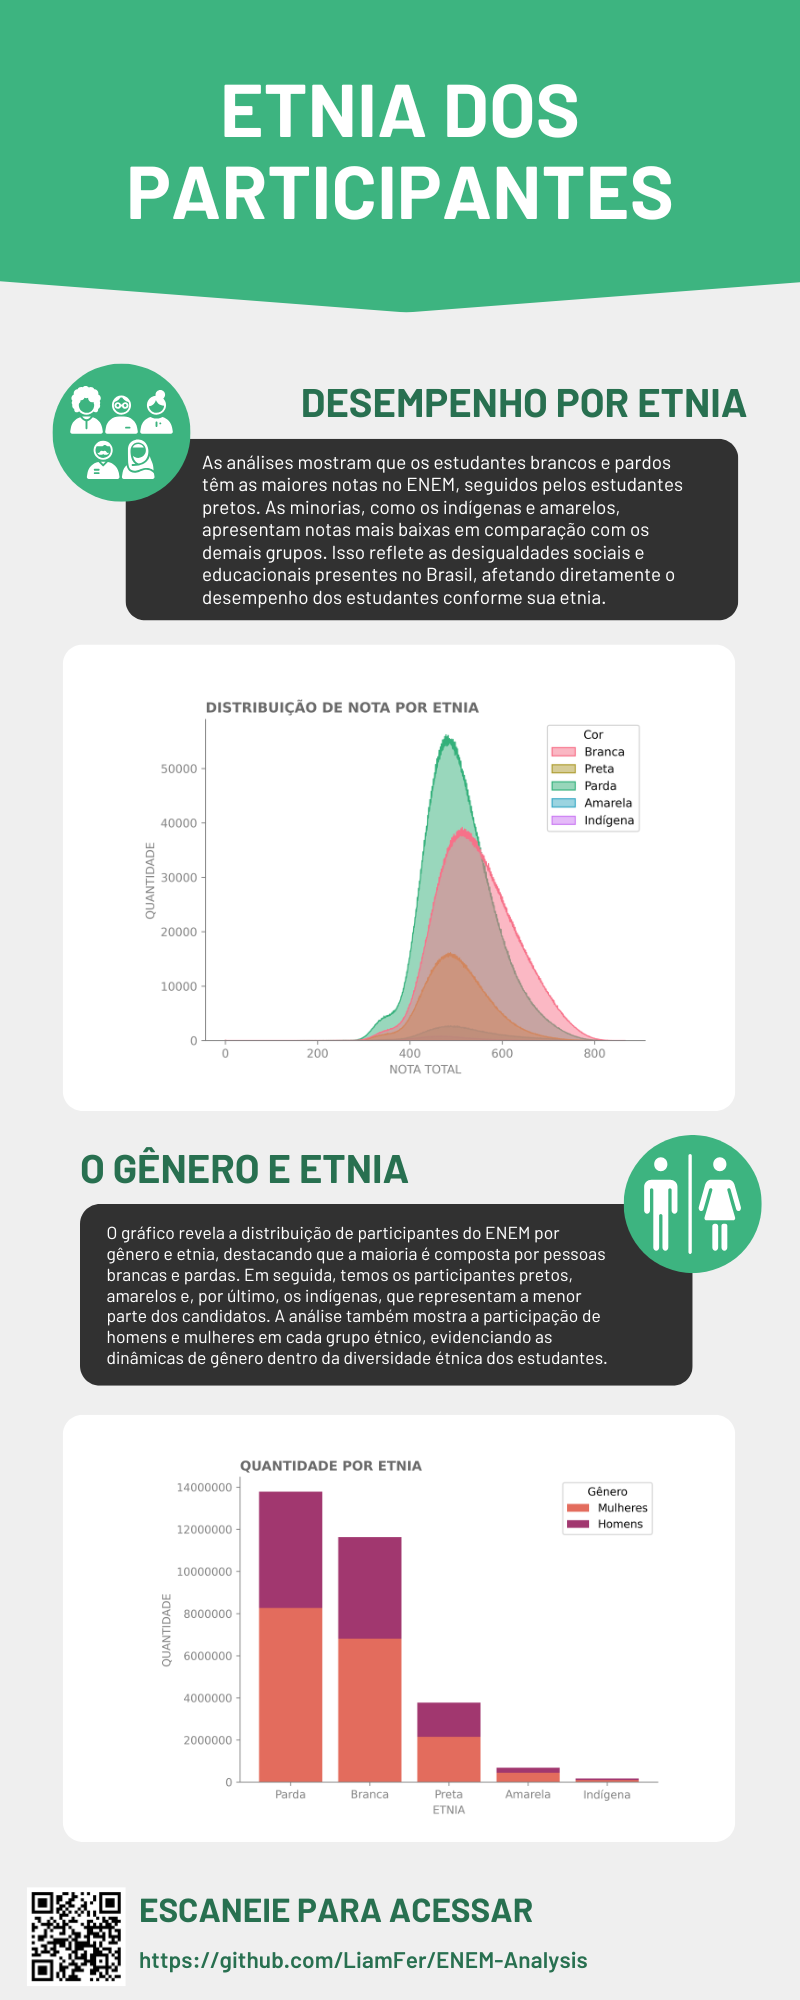 ETNIA DOS
PARTICIPANTES
DESEMPENHO POR ETNIA
As análises mostram que os estudantes brancos e pardos
têm as maiores notas no ENEM, seguidos pelos estudantes
pretos. As minorias, como os indígenas e amarelos,
apresentam notas mais baixas em comparação com os
demais grupos. Isso reflete as desigualdades sociais e
educacionais presentes no Brasil, afetando diretamente o
desempenho dos estudantes conforme sua etnia.
DISTRIBUIÇÃO DE NOTA POR ETNIA
Cor
Branca
Preta
Parda
Amarela
Indígena
QUANTIDADE
50000
40000
30000
20000
10000
0
0 200 400 600 800
NOTA TOTAL
O GÊNERO E ETNIA
O gráfico revela a distribuição de participantes do ENEM por
gênero e etnia, destacando que a maioria é composta por pessoas
brancas e pardas. Em seguida, temos os participantes pretos,
amarelos e, por último, os indígenas, que representam a menor
parte dos candidatos. A análise também mostra a participação de
homens e mulheres em cada grupo étnico, evidenciando as
dinâmicas de gênero dentro da diversidade étnica dos estudantes.
QUANTIDADE POR ETNIA
Gênero
Mulheres
Homens
QUANTIDADE
14000000
12000000
10000000
8000000
6000000
4000000
2000000
0
Parda Branca Preta Amarela Indígena
ETNIA
ESCANEIE PARA ACESSAR
https://github.com/LiamFer/ENEM-Analysis